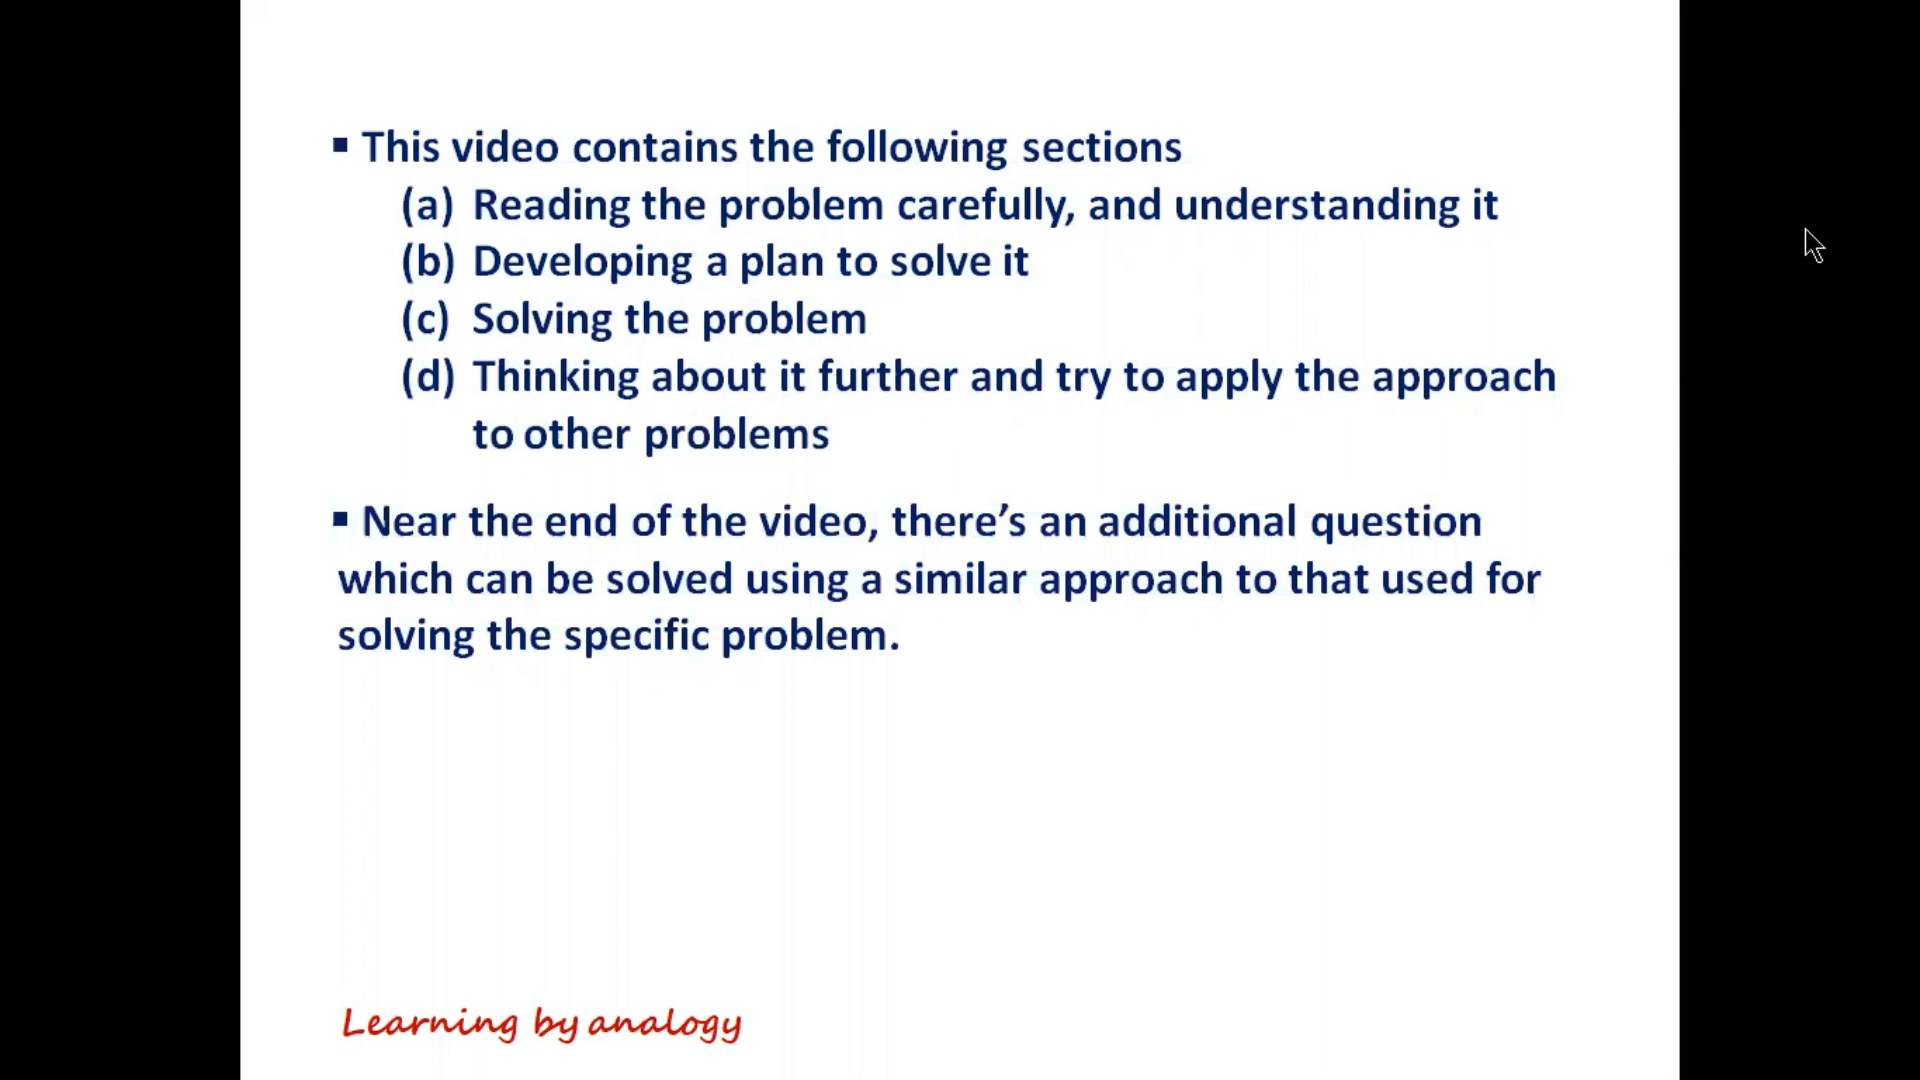 ▪ This video contains the following sections
(a) Reading the problem carefully, and understanding it
(b) Developing a plan to solve it
(c) Solving the problem
(d) Thinking about it further and try to apply the approach
to other problems
▪ Near the end of the video, there’s an additional question
which can be solved using a similar approach to that used for
solving the specific problem.
Learning by analogy